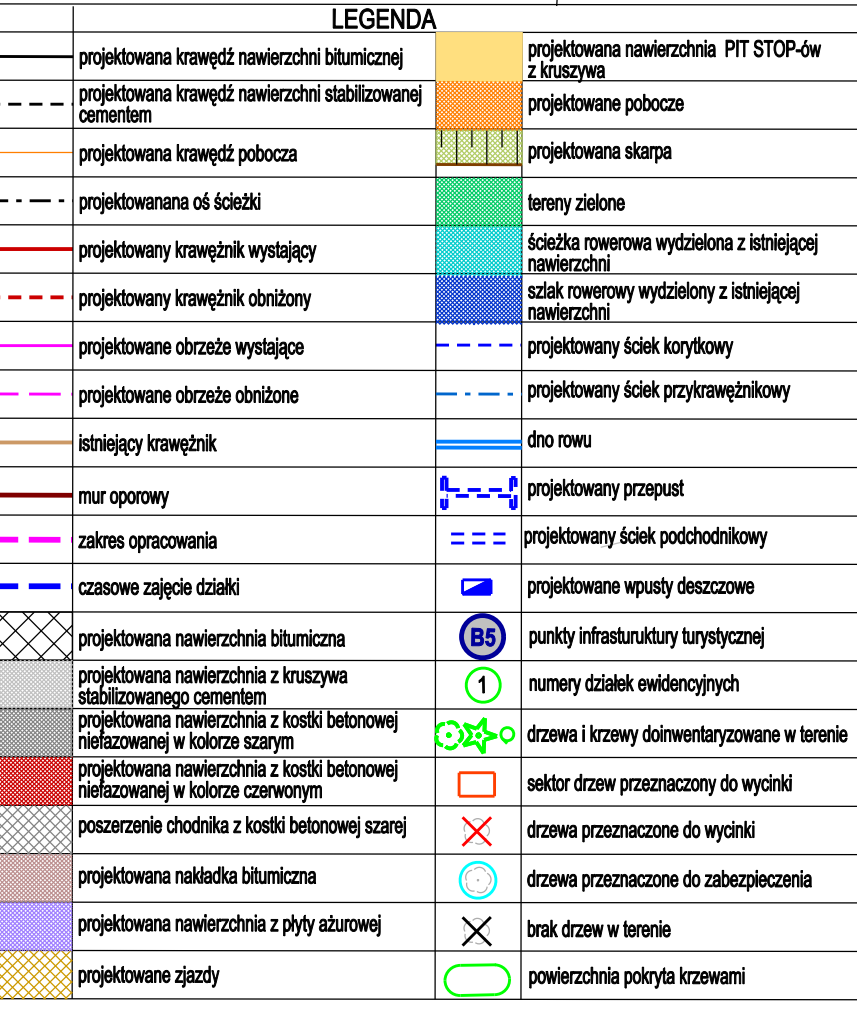 LEGENDA
projektowana krawędź nawierzchni bitumicznej
projektowana krawędź nawierzchni stabilizowanej
cementem
projektowana krawędź pobocza
projektowanana oś ścieżki
projektowany krawężnik wystający
projektowany krawężnik obniżony
projektowane obrzeże wystające
projektowane obrzeże obniżone
istniejący krawężnik
mur oporowy
zakres opracowania
czasowe zajęcie działki
projektowana nawierzchnia bitumiczna
projektowana nawierzchnia z kruszywa
stabilizowanego cementem
projektowana nawierzchnia z kostki betonowej
niefazowanej w kolorze szarym
projektowana nawierzchnia z kostki betonowej
niefazowanej w kolorze czerwonym
poszerzenie chodnika z kostki betonowej szarej
projektowana nakładka bitumiczna
projektowana nawierzchnia z płyty ażurowej
projektowane zjazdy
projektowana nawierzchnia PIT STOP-ów
z kruszywa
projektowane pobocze
projektowana skarpa
tereny zielone
ścieżka rowerowa wydzielona z istniejącej
nawierzchni
szlak rowerowy wydzielony z istniejącej
nawierzchni
projektowany ściek korytkowy
projektowany ściek przykrawężnikowy
dno rowu
projektowany przepust
projektowany ściek podchodnikowy
projektowane wpusty deszczowe
B5 punkty infrasturuktury turystycznej
1 numery działek ewidencyjnych
drzewa i krzewy doinwentaryzowane w terenie
sektor drzew przeznaczony do wycinki
drzewa przeznaczone do wycinki
drzewa przeznaczone do zabezpieczenia
brak drzew w terenie
powierzchnia pokryta krzewami